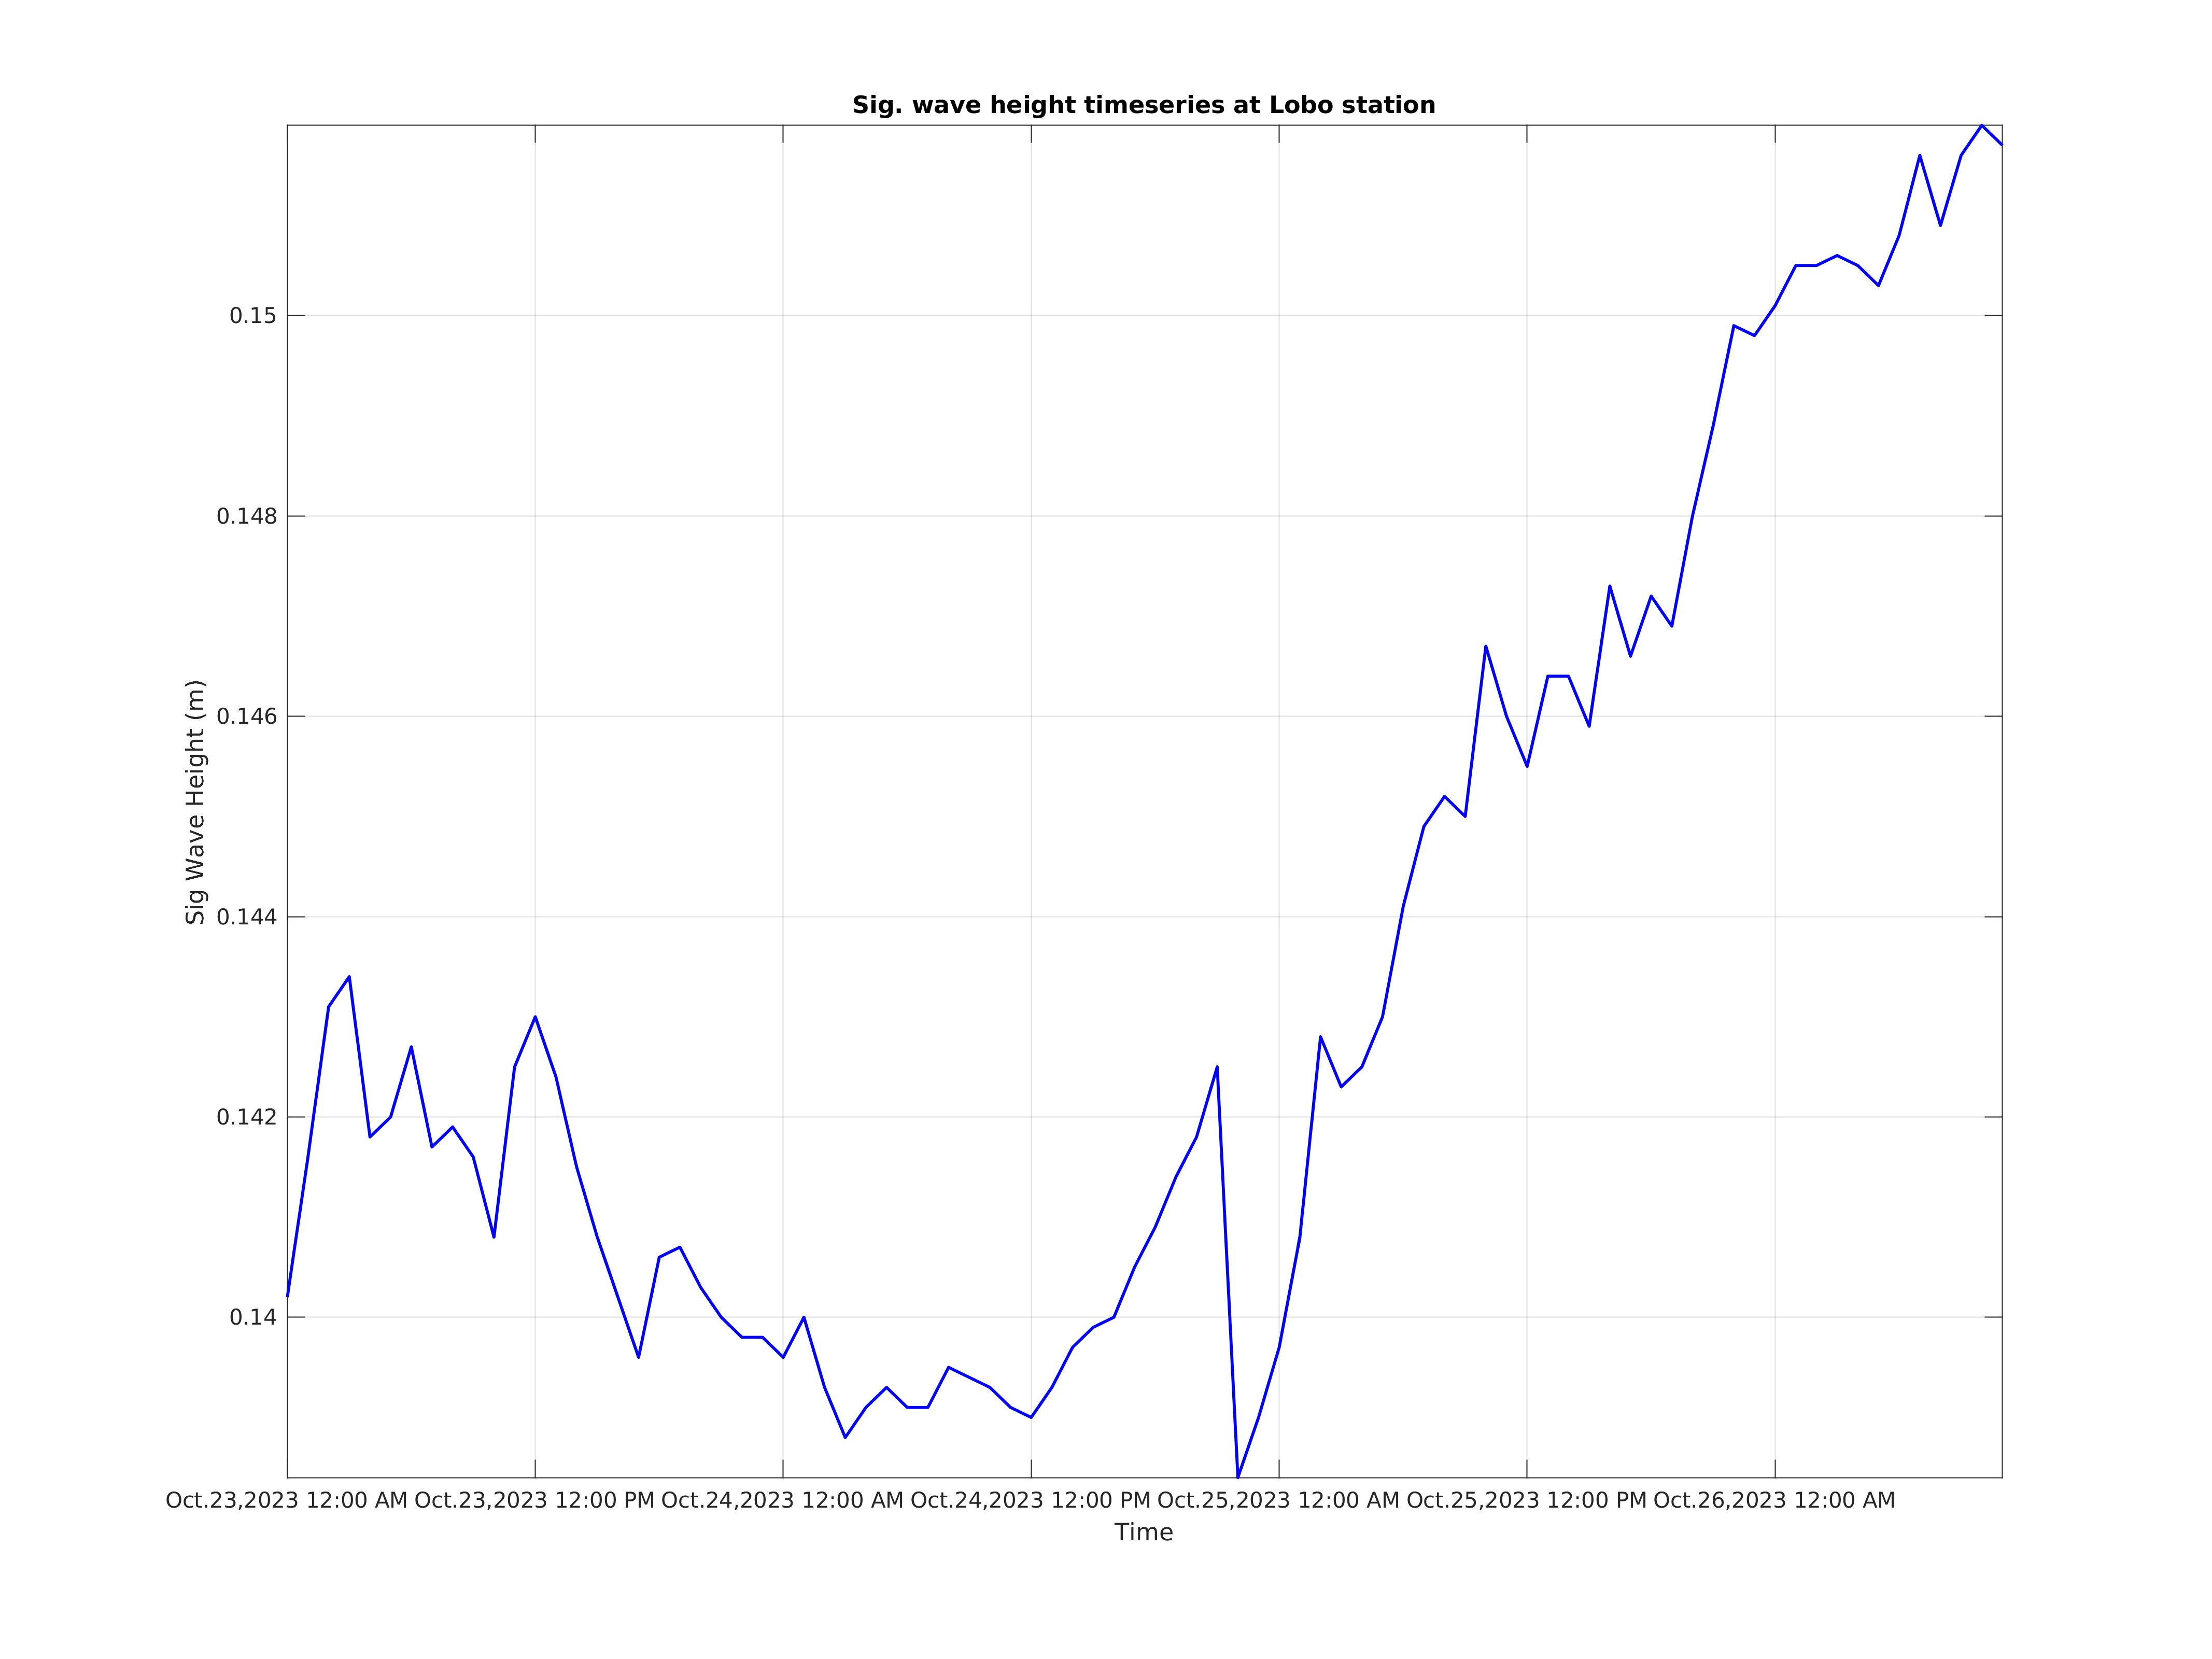 Sig. wave height timeseries at Lobo station
0.15
0.148
0.146
0.144
0.142
0.14
Sig Wave Height (m)
Oct.23,2023 12:00 AM Oct.23,2023 12:00 PM Oct.24,2023 12:00 AM Oct.24,2023 12:00 PM Oct.25,2023 12:00 AM Oct.25,2023 12:00 PM Oct.26,2023 12:00 AM
Time